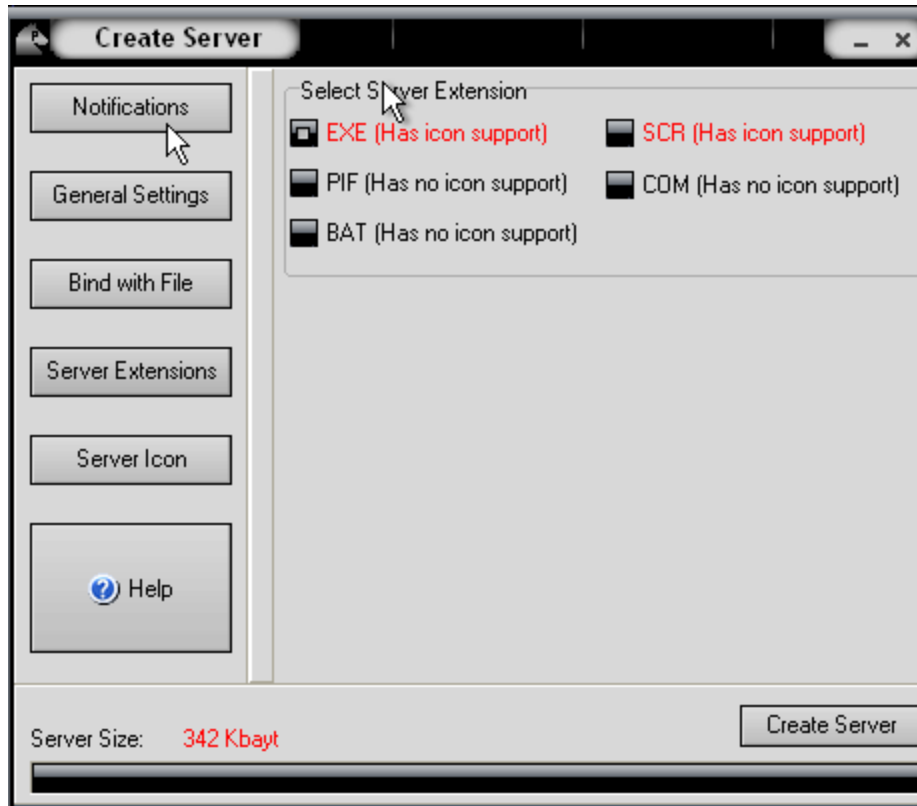 Create Server
Notifications
General Settings
Bind with File
Server Extensions
Server Icon
Help
Select Server Extension
EXE (Has icon support)
SCR (Has icon support)
PIF (Has no icon support)
COM (Has no icon support)
BAT (Has no icon support)
Server Size: 342 Kbayt
Create Server